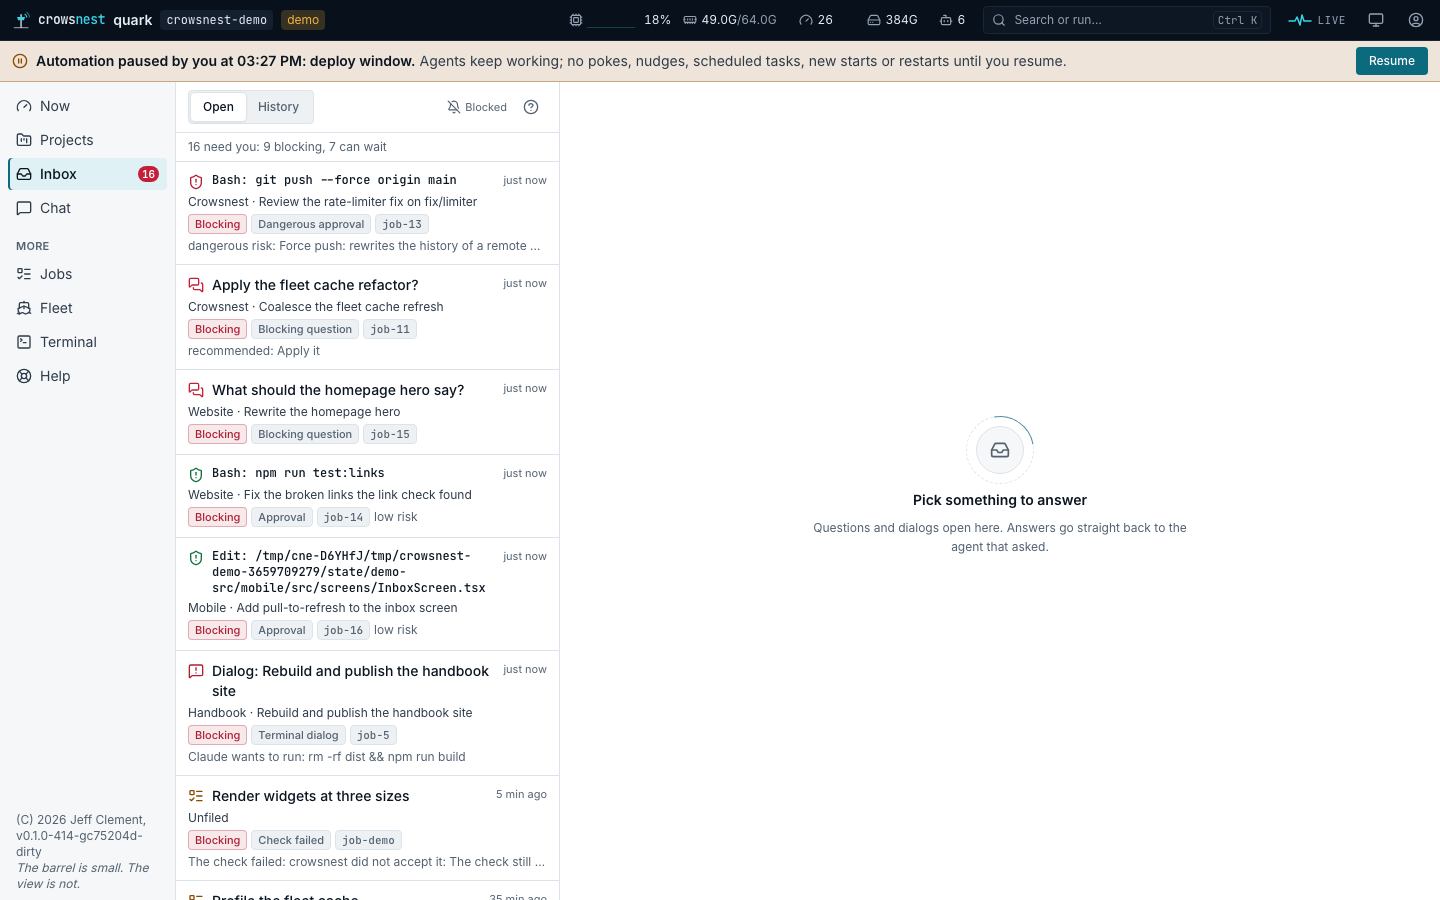 crowsnest quark crowsnest-demo demo 18% 49.0G/64.0G 26 384G 6 Search or run... Ctrl K LIVE
Automation paused by you at 03:27 PM: deploy window. Agents keep working; no pokes, nudges, scheduled tasks, new starts or restarts until you resume. Resume
Now
Projects
Inbox 16
Chat
MORE
Jobs
Fleet
Terminal
Help
(C) 2026 Jeff Clement,
v0.1.0-414-gc75204d-
dirty
The barrel is small. The
view is not.
Open History Blocked
16 need you: 9 blocking, 7 can wait
Bash: git push --force origin main just now
Crowsnest · Review the rate-limiter fix on fix/limiter
Blocking Dangerous approval job-13
dangerous risk: Force push: rewrites the history of a remote ...
Apply the fleet cache refactor? just now
Crowsnest · Coalesce the fleet cache refresh
Blocking Blocking question job-11
recommended: Apply it
What should the homepage hero say? just now
Website · Rewrite the homepage hero
Blocking Blocking question job-15
Bash: npm run test:links just now
Website · Fix the broken links the link check found
Blocking Approval job-14 low risk
Edit: /tmp/cne-D6YHfJ/tmp/crowsnest- just now
demo-3659709279/state/demo-
src/mobile/src/screens/InboxScreen.tsx
Mobile · Add pull-to-refresh to the inbox screen
Blocking Approval job-16 low risk
Dialog: Rebuild and publish the handbook just now
site
Handbook · Rebuild and publish the handbook site
Blocking Terminal dialog job-5
Claude wants to run: rm -rf dist && npm run build
Render widgets at three sizes 5 min ago
Unfiled
Blocking Check failed job-demo
The check failed: crowsnest did not accept it: The check still ...
Profile the fleet cache 35 min ago
Pick something to answer
Questions and dialogs open here. Answers go straight back to the
agent that asked.